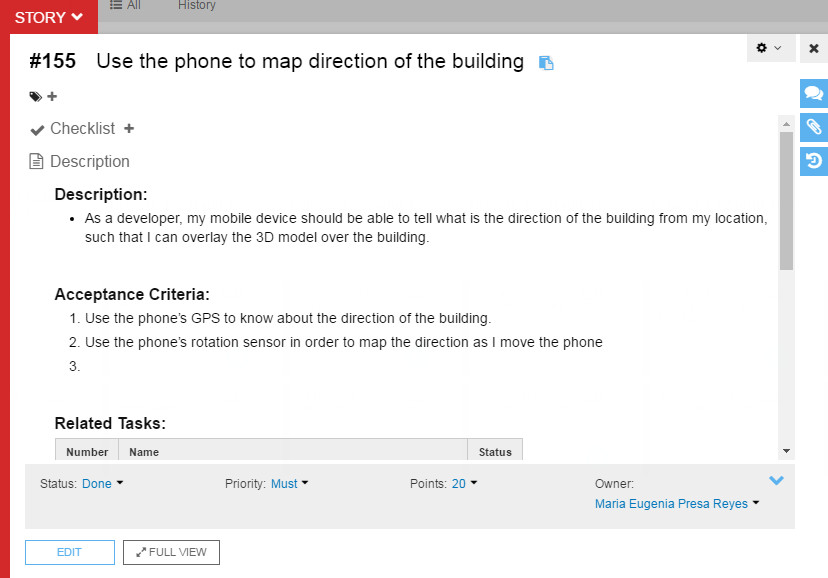 STORY
All
History
#155 Use the phone to map direction of the building
Checklist
Description
Description:
As a developer, my mobile device should be able to tell what is the direction of the building from my location,
such that I can overlay the 3D model over the building.
Acceptance Criteria:
1. Use the phone's GPS to know about the direction of the building.
2. Use the phone's rotation sensor in order to map the direction as I move the phone
3.
Related Tasks:
Number Name Status
Status: Done Priority: Must Points: 20 Owner:
Maria Eugenia Presa Reyes
EDIT FULL VIEW